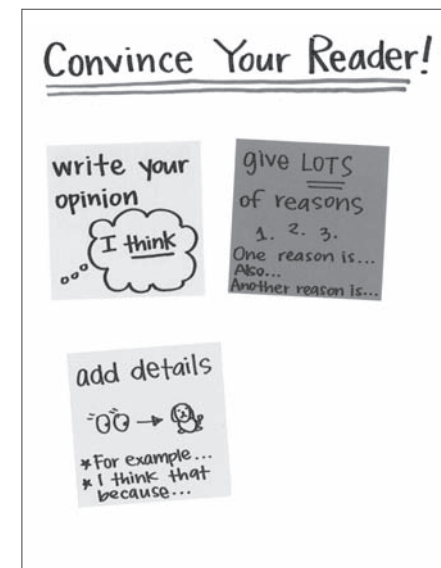 Convince Your Reader!
write your
opinion
I think
give LOTS
of reasons
1. 2. 3.
One reason is...
Also...
Another reason is...
add details
*For example...
*I think that
because...